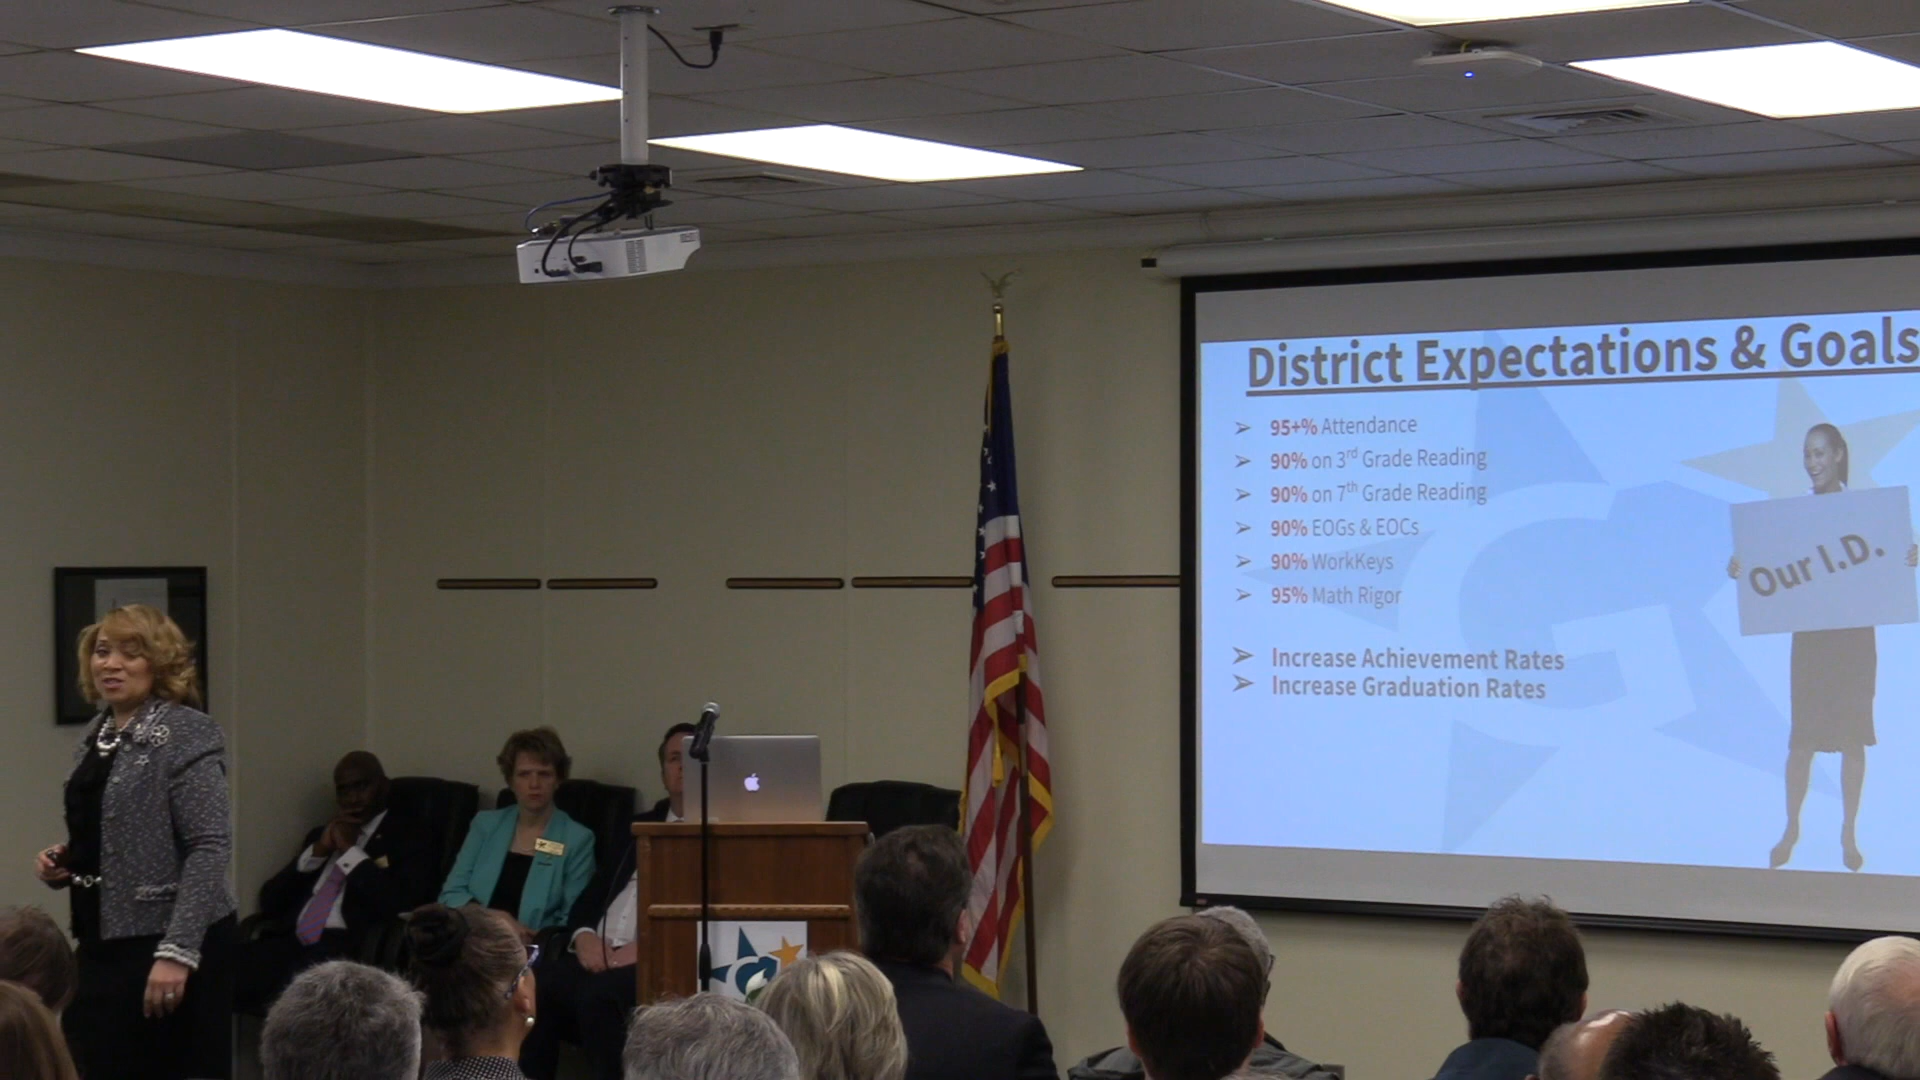 District Expectations & Goals
➢ 95+% Attendance
➢ 90% on 3rd Grade Reading
➢ 90% on 7th Grade Reading
➢ 90% EOGs & EOCs
➢ 90% WorkKeys
➢ 95% Math Rigor
➢ Increase Achievement Rates
➢ Increase Graduation Rates
Our I.D.